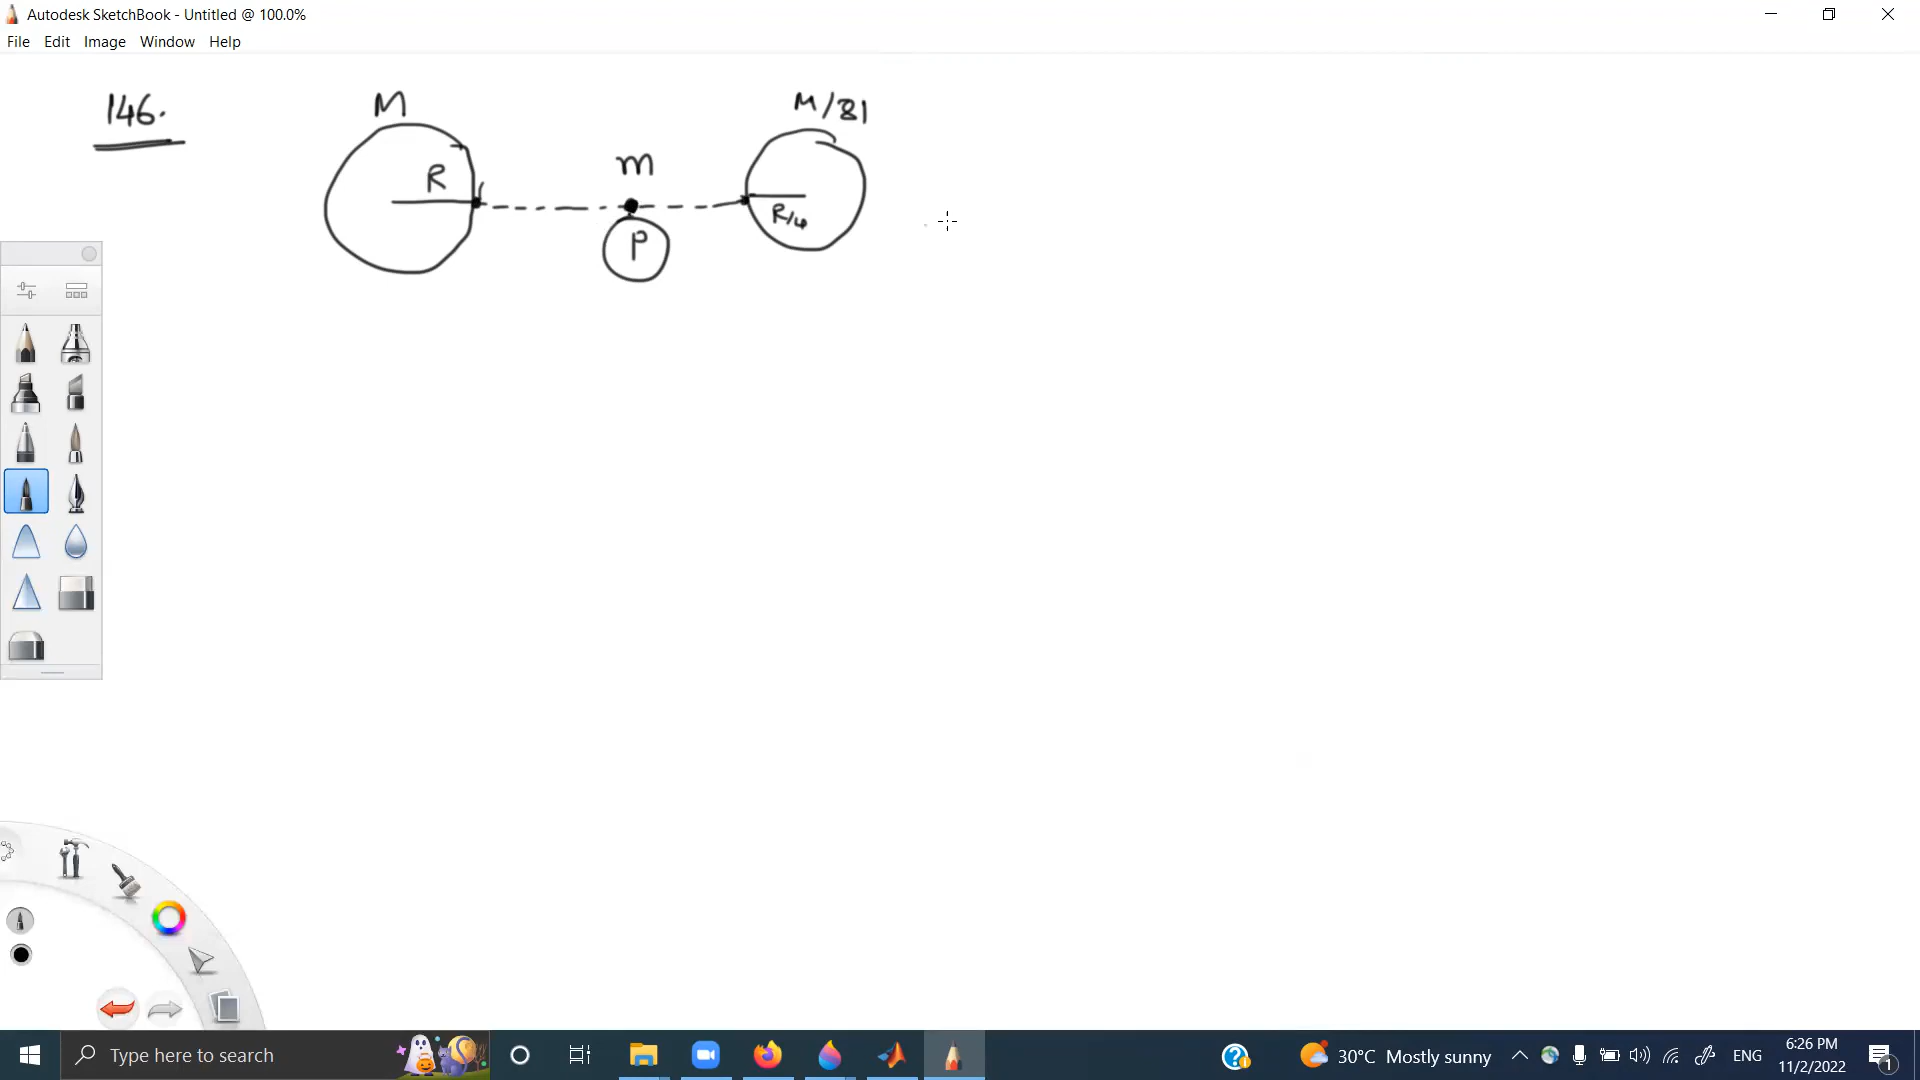 Autodesk SketchBook - Untitled @ 100.0%
File Edit Image Window Help
146.
M
M/81
m
R
R/4
P
Type here to search
30°C Mostly sunny
ENG
6:26 PM
11/2/2022
1